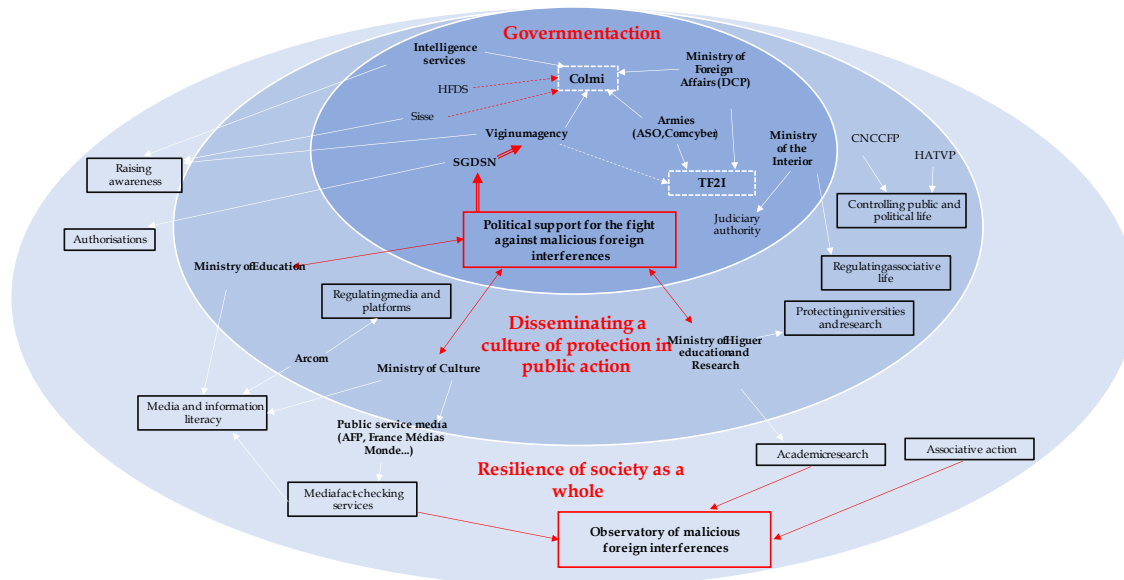 Governmentaction
Intelligence
services
Ministry of
Foreign
Affairs (DCP)
Colmi
HFDS
Sisse
Armies
(ASO,Comcyber)
Viginumagency
Ministry
of the
Interior
CNCCFP
HATVP
Raising
awareness
SGDSN
TF2I
Controlling public and
political life
Political support for the fight
against malicious foreign
interferences
Judiciary
authority
Authorisations
Ministry ofEducation
Regulatingassociative
life
Regulatingmedia and
platforms
Protectinguniversities
andresearch
Disseminating a
culture of protection in
public action
Ministry ofHiguer
educationand
Research
Arcom
Ministry of Culture
Media and information
literacy
Public service media
(AFP, France Médias
Monde...)
Academicresearch
Associative action
Resilience of society as a
whole
Mediafact-checking
services
Observatory of malicious
foreign interferences